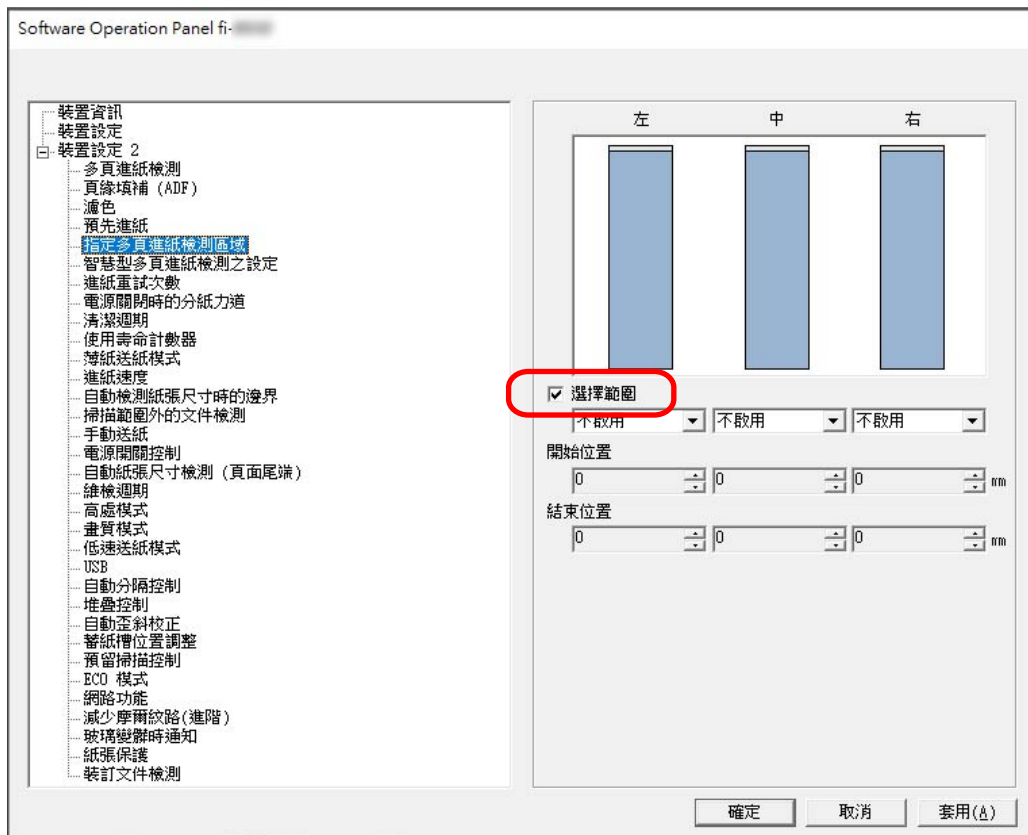 Software Operation Panel fi-
裝置資訊
裝置設定
裝置設定 2
多頁進紙檢測
頁緣填補 (ADF)
濾色
預先進紙
指定多頁進紙檢測區域
智慧型多頁進紙檢測之設定
進紙重試次數
電源關閉時的分紙力道
清潔週期
使用壽命計數器
薄紙送紙模式
進紙速度
自動檢測紙張尺寸時的邊界
掃描範圍外的文件檢測
手動送紙
電源開關控制
自動紙張尺寸檢測 (頁面尾端)
維檢週期
高處模式
畫質模式
低速送紙模式
USB
自動分隔控制
堆疊控制
自動歪斜校正
蓄紙槽位置調整
預留掃描控制
ECO 模式
網路功能
減少摩爾紋路(進階)
玻璃變髒時通知
紙張保護
裝訂文件檢測
左 中 右
選擇範圍
不啟用 不啟用 不啟用
開始位置
0 0 0 mm
結束位置
0 0 0 mm
確定 取消 套用(A)